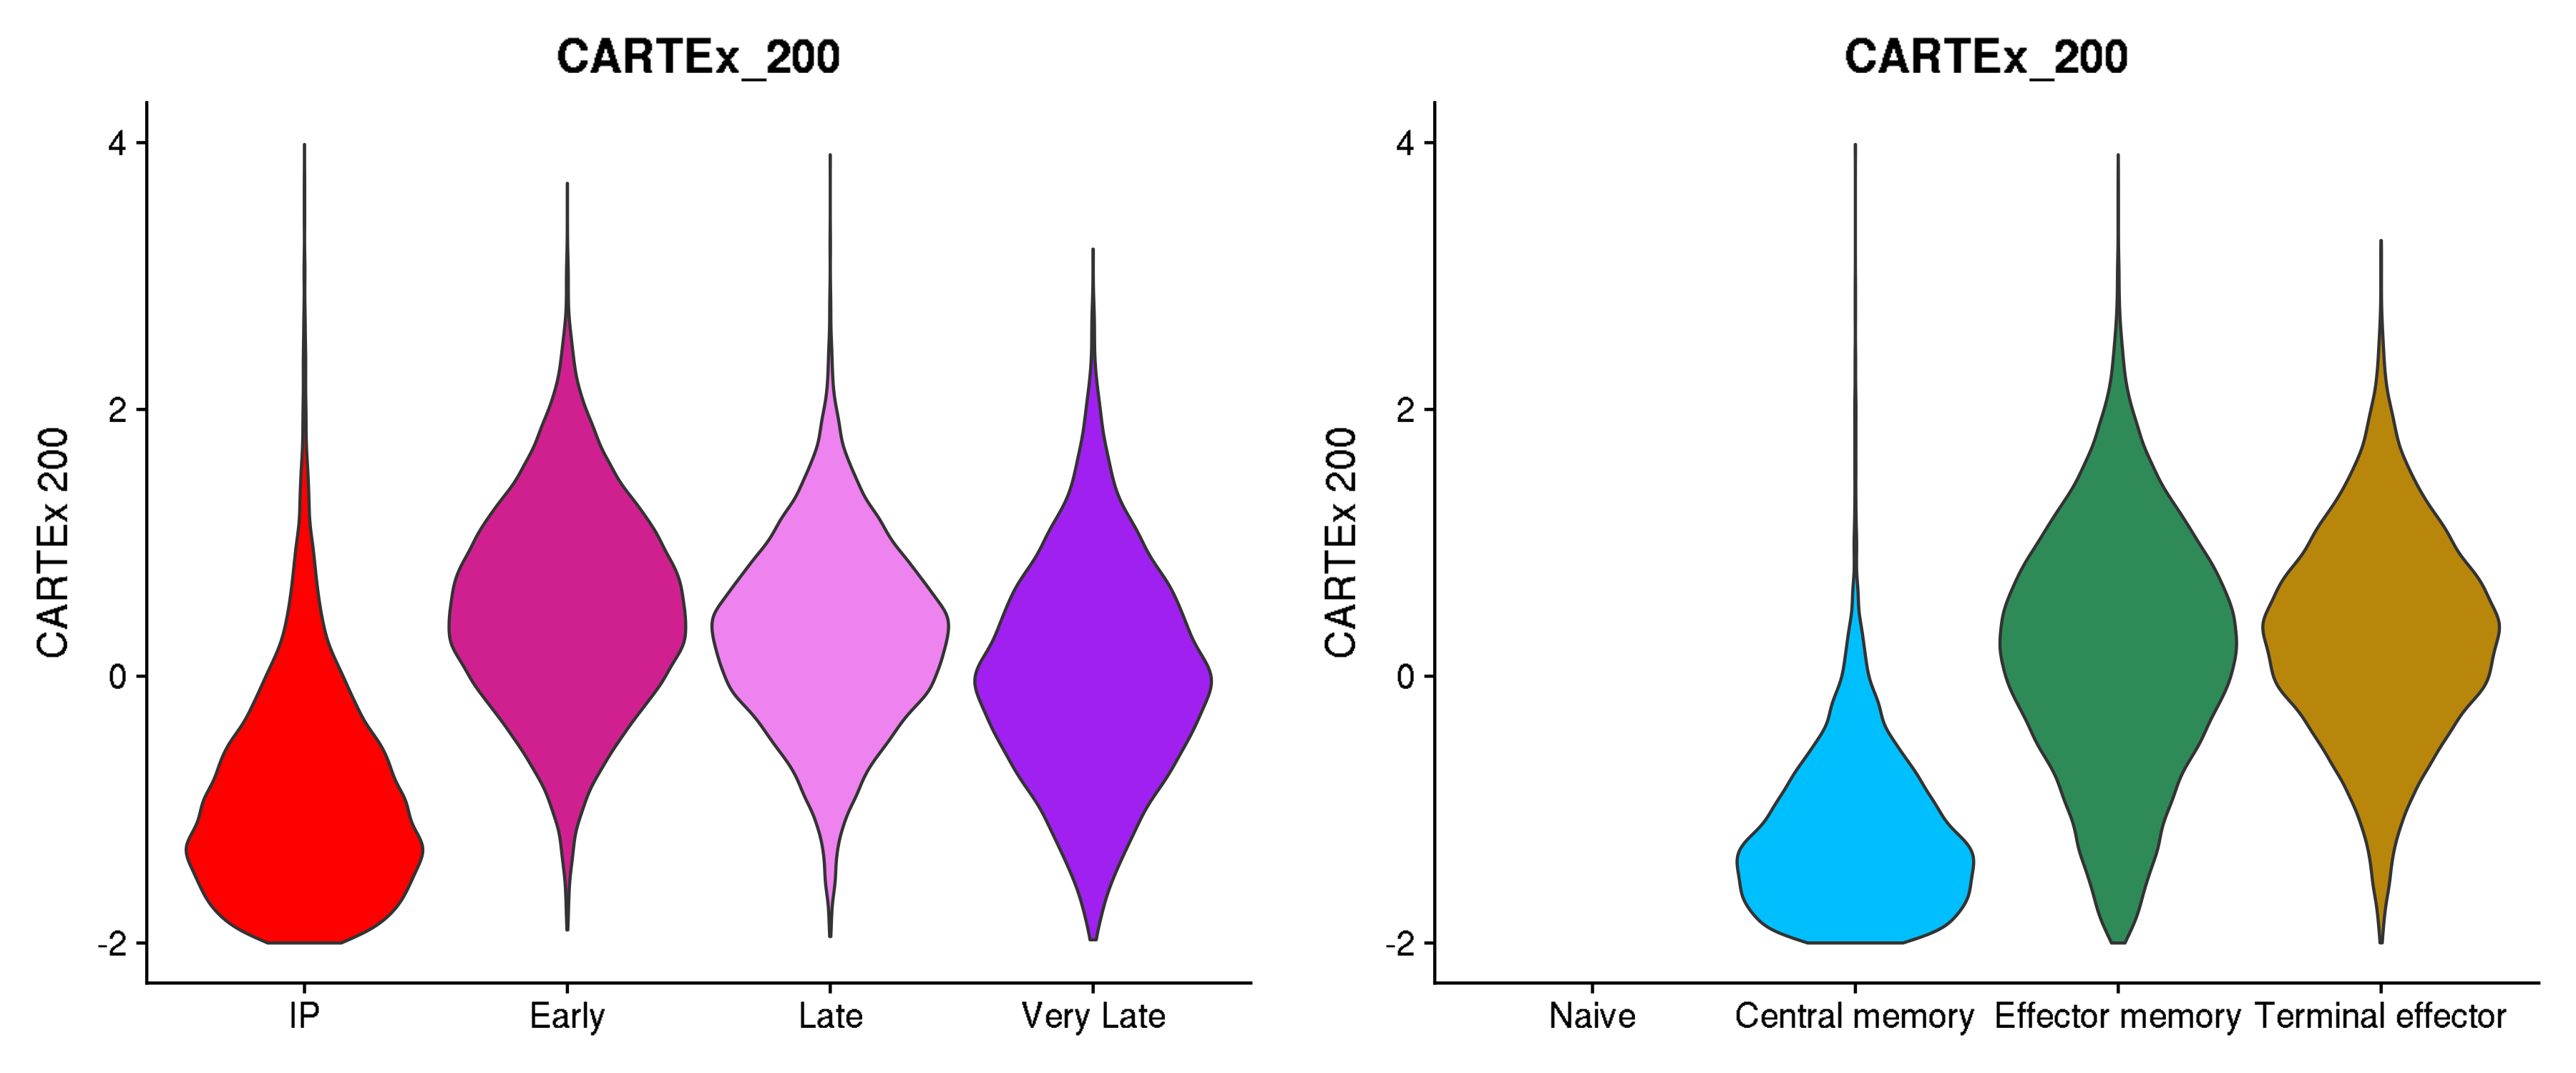 CARTEx_200
CARTEx 200
4
2
0
-2
IP Early Late Very Late
CARTEx_200
CARTEx 200
4
2
0
-2
Naive Central memory Effector memory Terminal effector